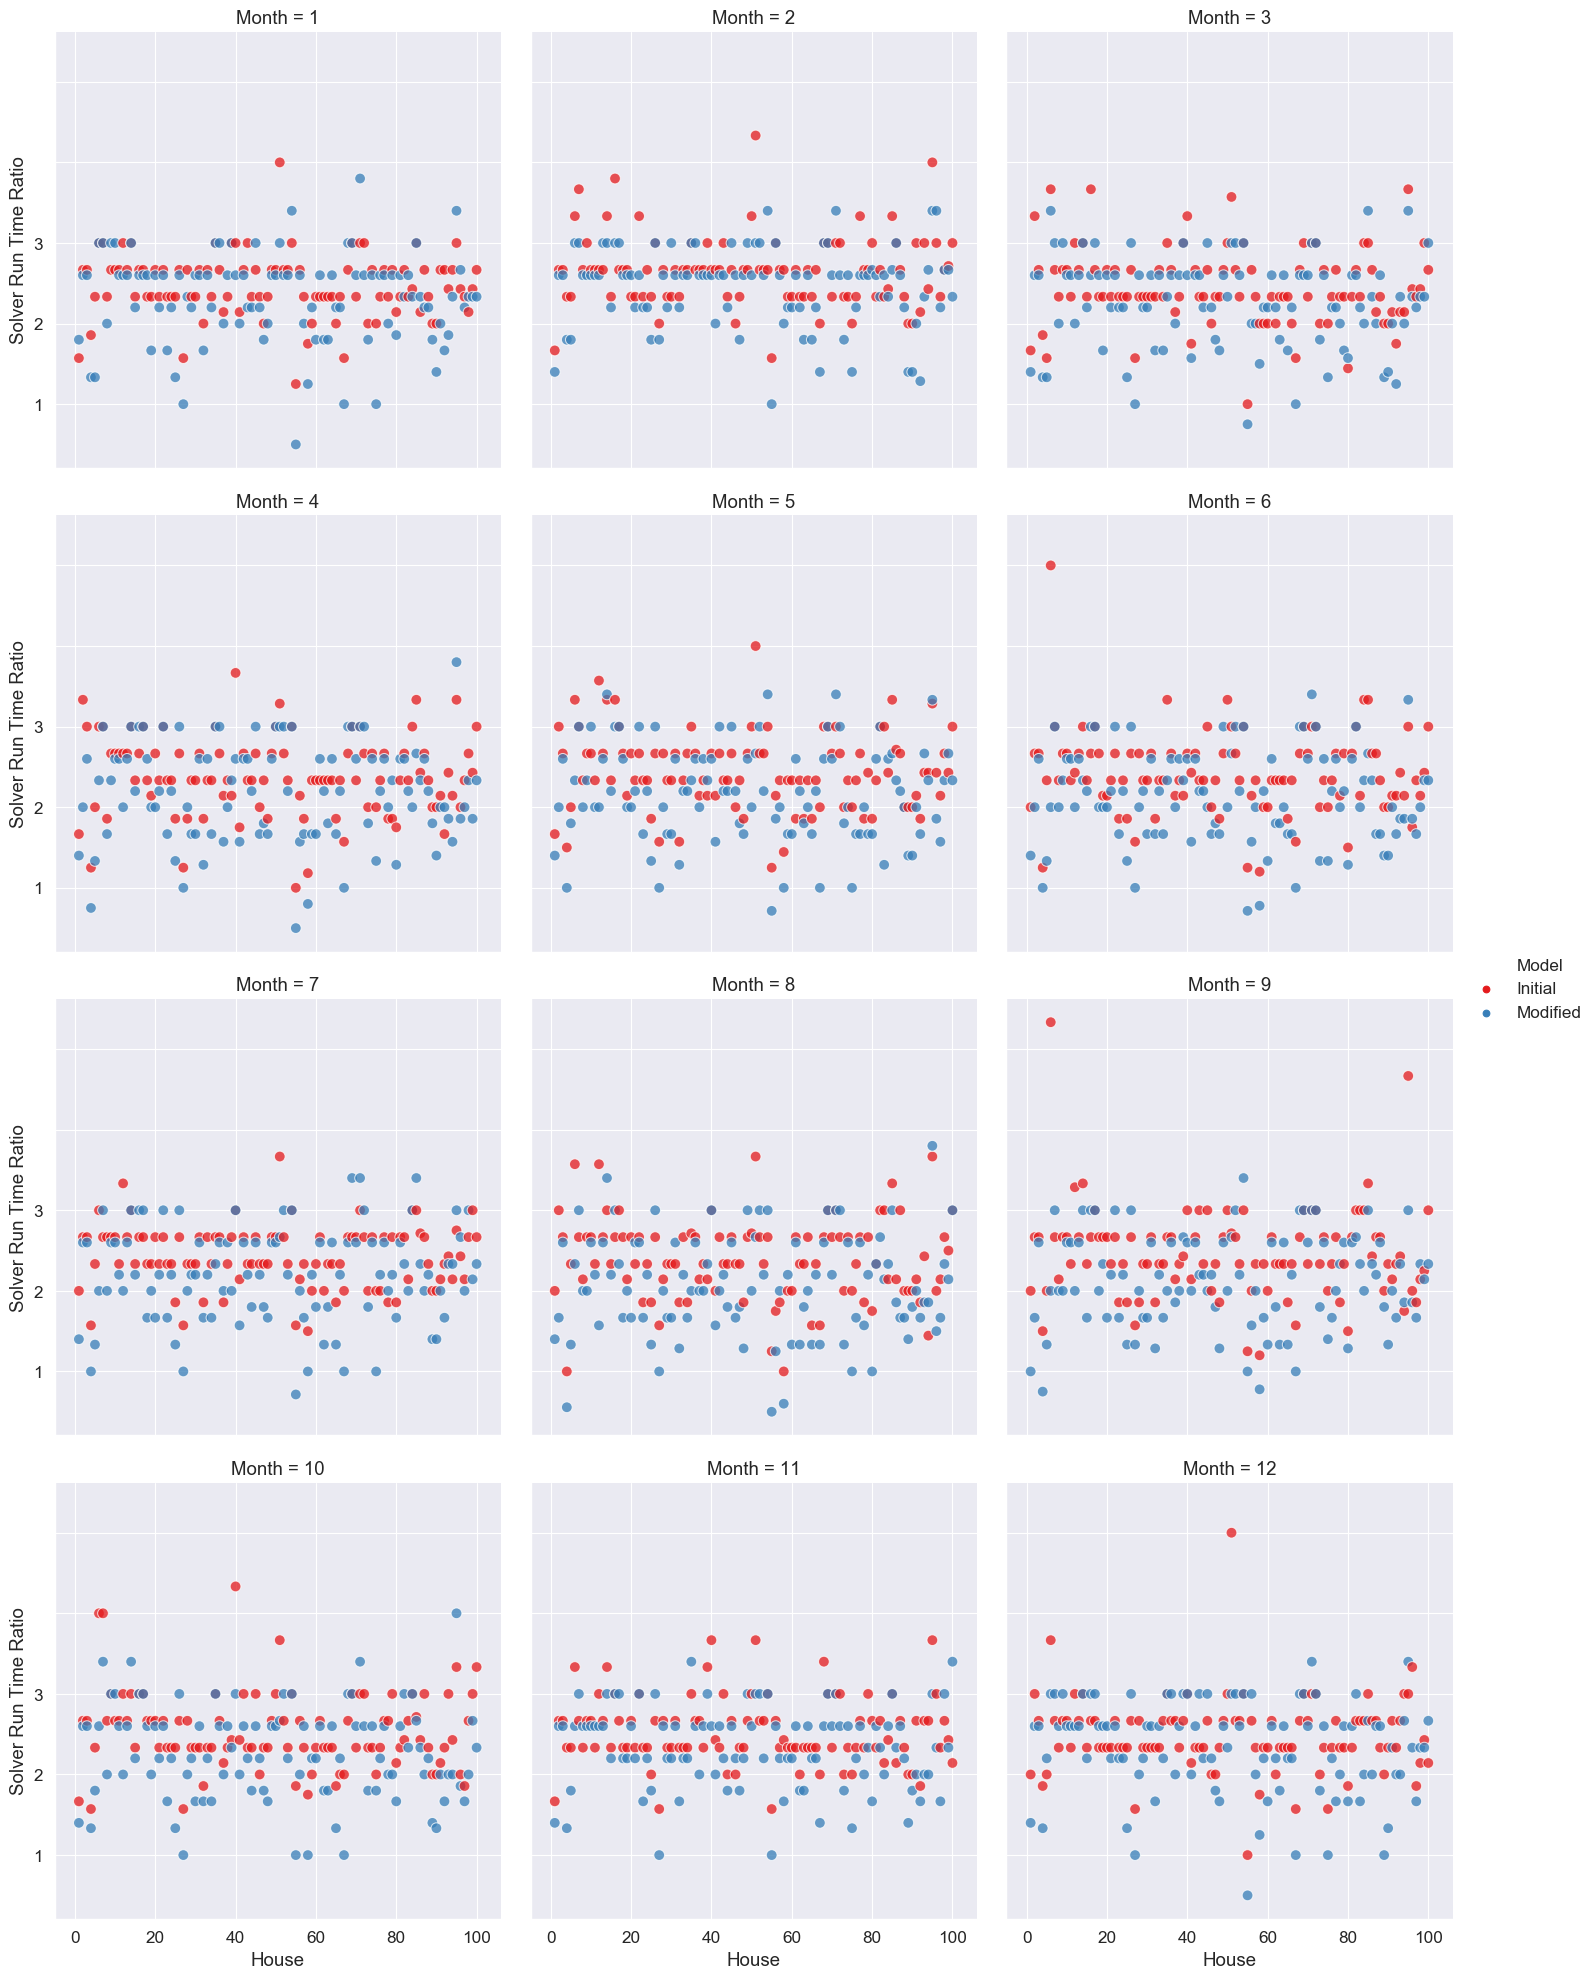 Month = 1
Month = 2
Month = 3
Solver Run Time Ratio
3
2
1
Month = 4
Month = 5
Month = 6
Solver Run Time Ratio
3
2
1
Model
Initial
Modified
Month = 7
Month = 8
Month = 9
Solver Run Time Ratio
3
2
1
Month = 10
Month = 11
Month = 12
Solver Run Time Ratio
3
2
1
0 20 40 60 80 100
0 20 40 60 80 100
0 20 40 60 80 100
House
House
House